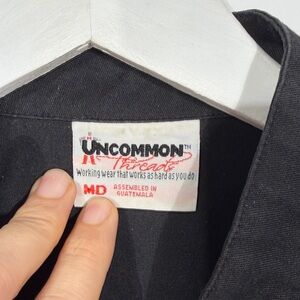 UNCOMMON™
Threads
Working wear that works as hard as you do
MD
ASSEMBLED IN
GUATEMALA